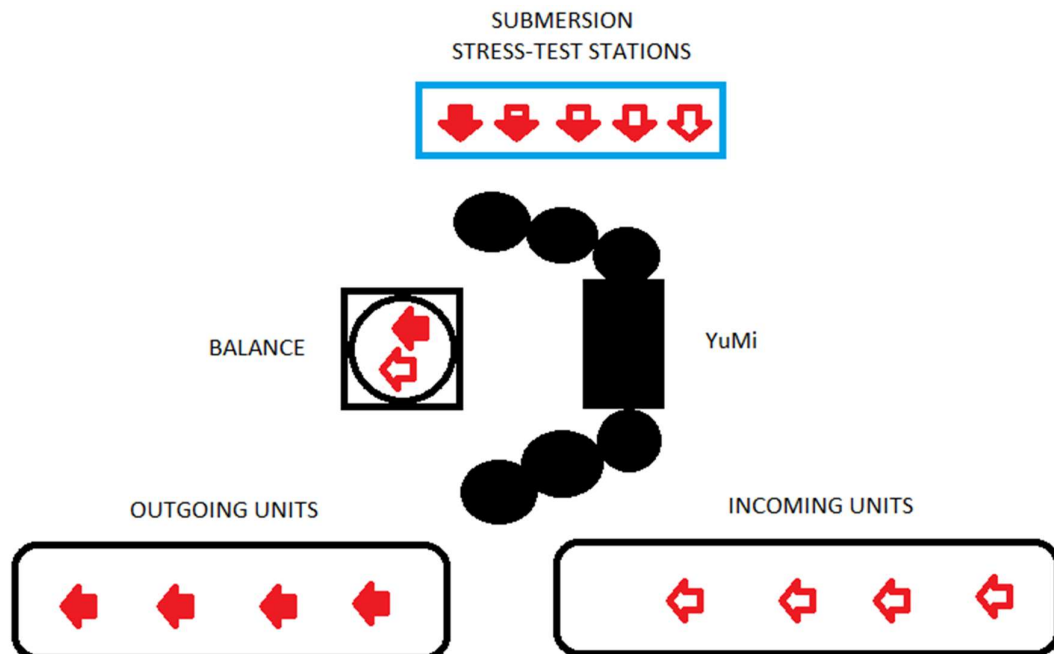 SUBMERSION
STRESS-TEST STATIONS
BALANCE
YuMi
OUTGOING UNITS
INCOMING UNITS